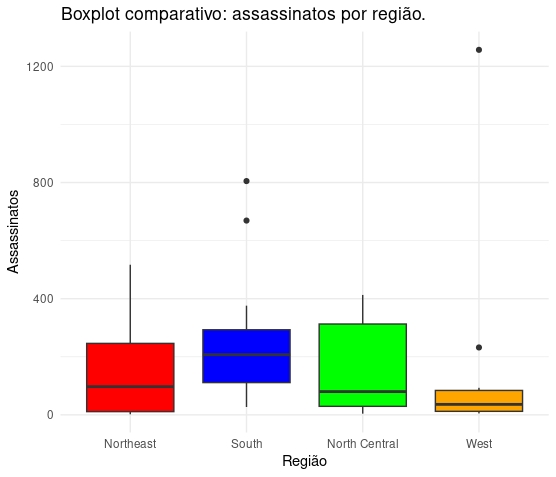 Boxplot comparativo: assassinatos por região.
1200
800
400
0
Assassinatos
Northeast
South
North Central
West
Região